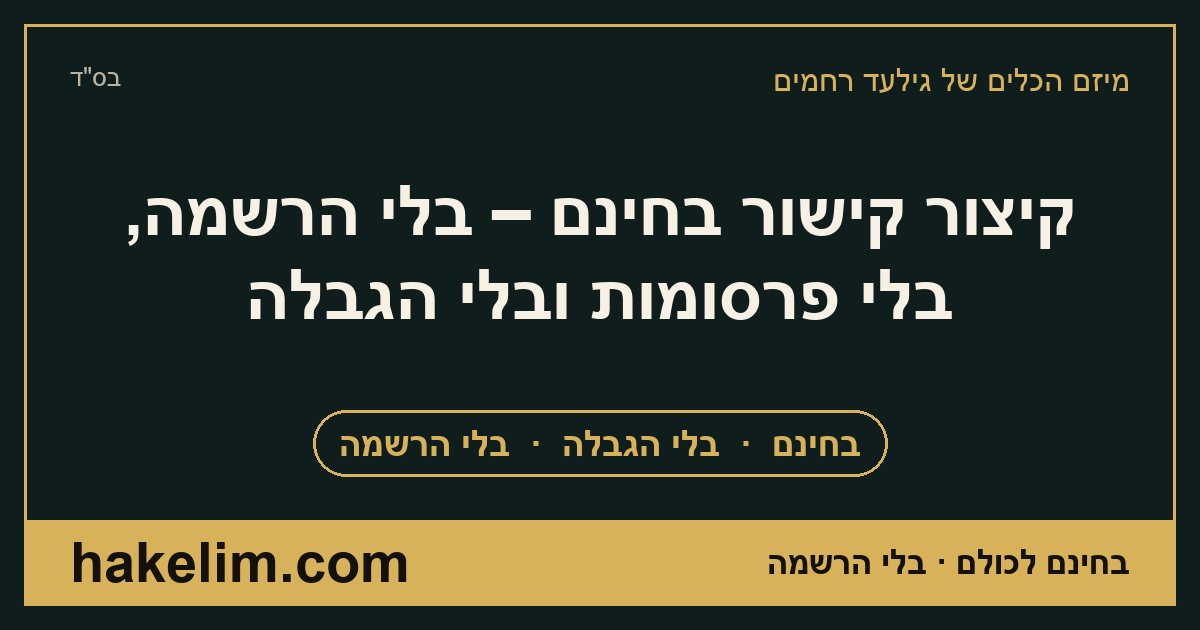 בס"ד
מיזם הכלים של גילעד רחמים
קיצור קישור בחינם – בלי הרשמה,
בלי פרסומות ובלי הגבלה
בחינם · בלי הגבלה · בלי הרשמה
בחינם לכולם · בלי הרשמה
hakelim.com